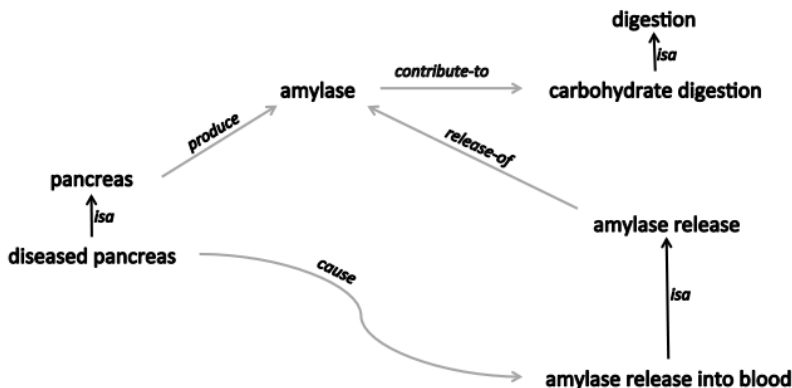 digestion
isa
contribute-to
amylase
carbohydrate digestion
produce
release-of
pancreas
isa
amylase release
diseased pancreas
cause
isa
amylase release into blood